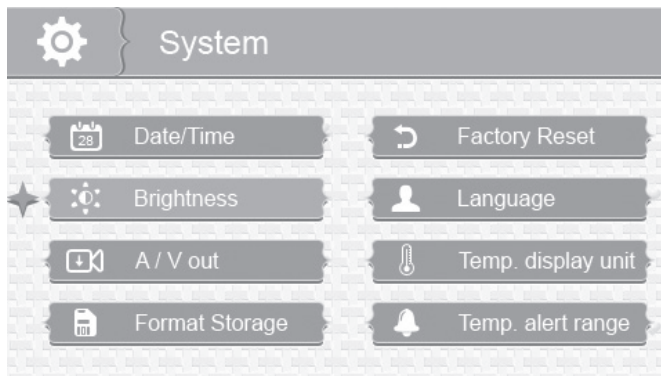 System
28
Date/Time
Brightness
A / V out
Format Storage
Factory Reset
Language
Temp. display unit
Temp. alert range